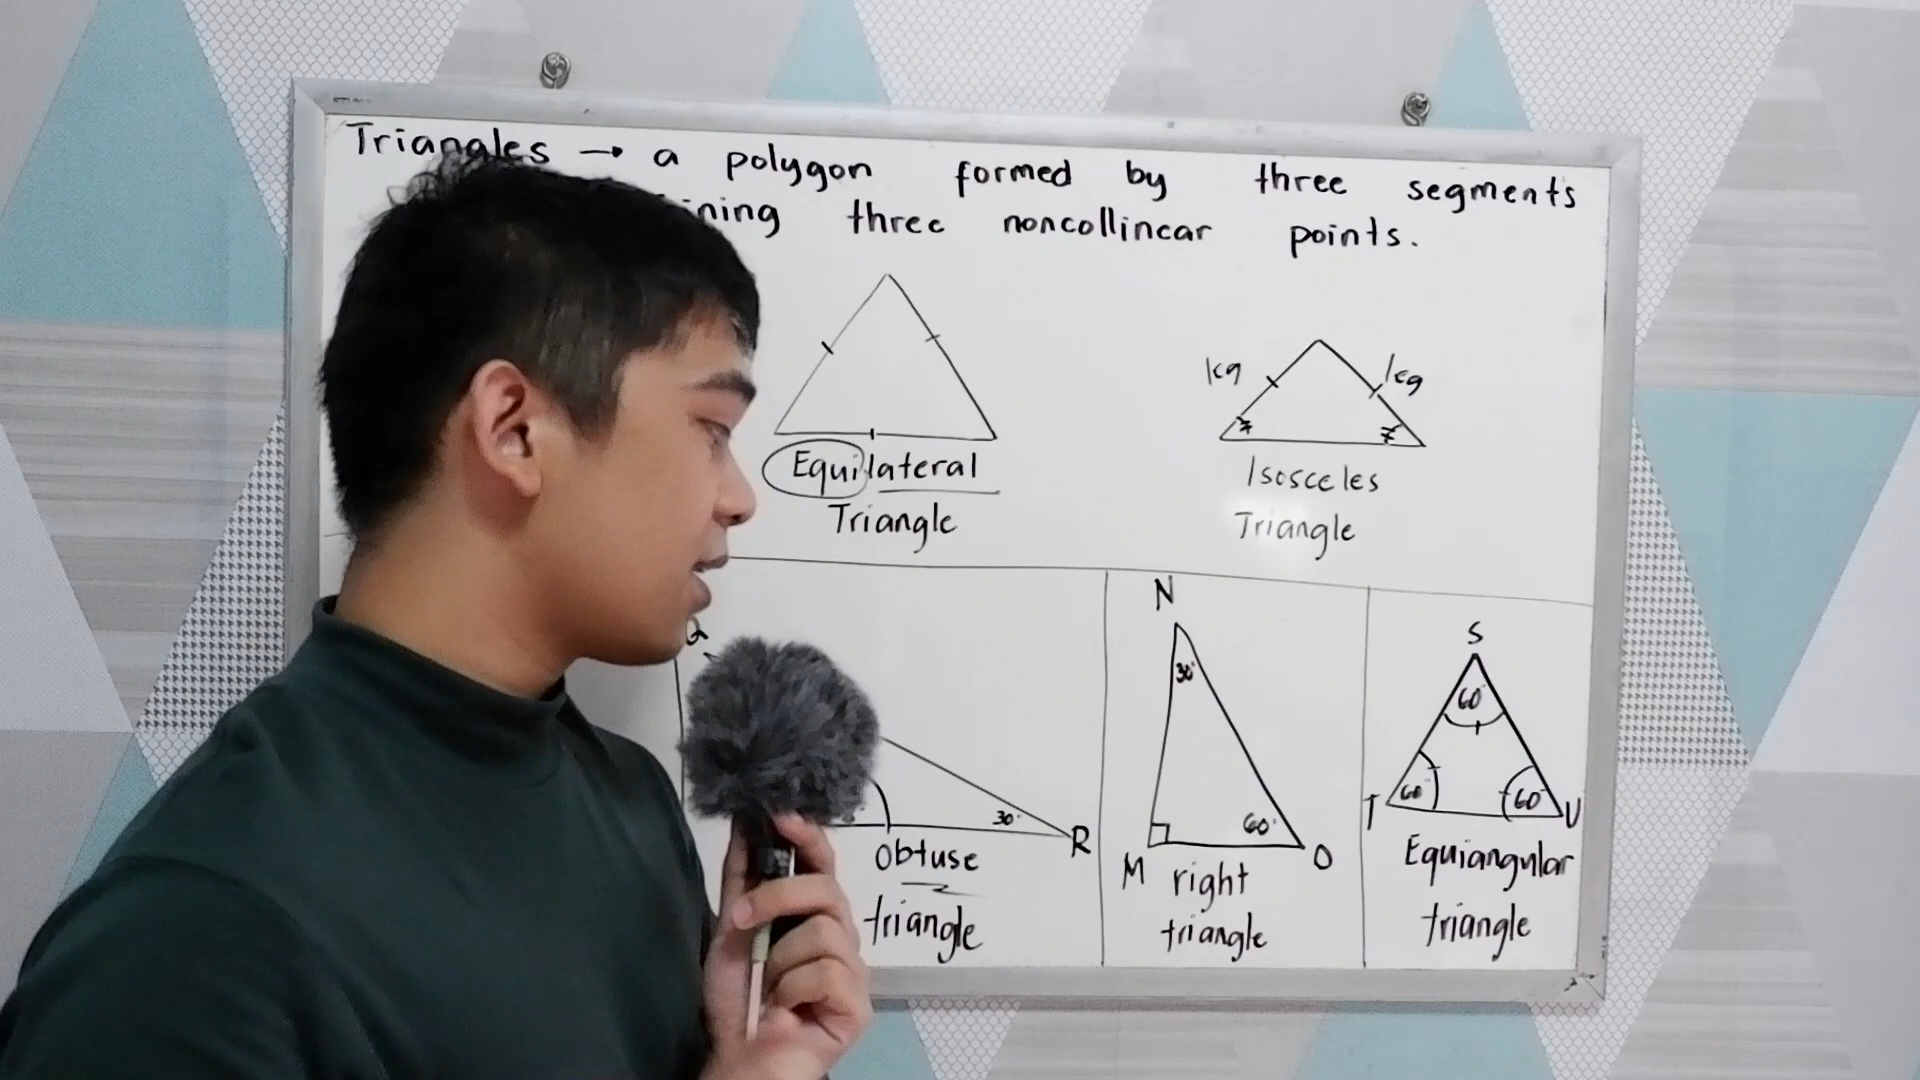 Triangles → a polygon formed by three segments
ining three noncollinear points.
Equilateral
Triangle
leg leg
Isosceles
Triangle
Q
30°
R
Obtuse
triangle
N
30°
60°
M O
right
triangle
S
60°
60° 60°
T U
Equiangular
triangle